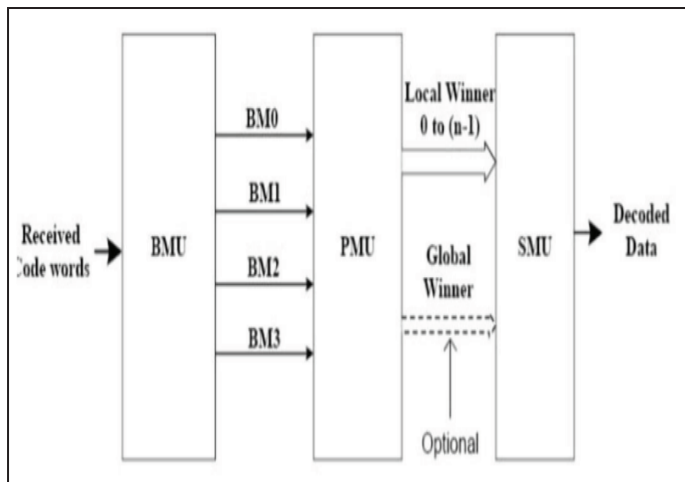 Received
Code words
BMU
BM0
BM1
BM2
BM3
PMU
Local Winner
0 to (n-1)
Global
Winner
Optional
SMU
Decoded
Data